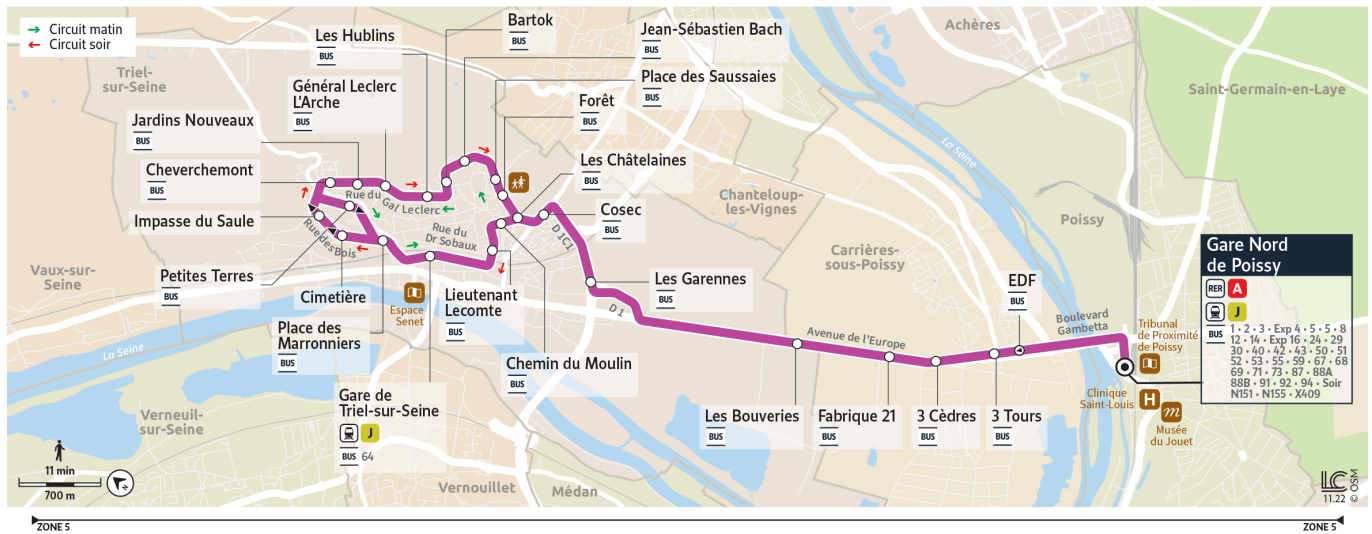 Circuit matin
Circuit soir
Les Hublins
BUS
Bartok
BUS
Jean-Sébastien Bach
BUS
Place des Saussaies
BUS
Achères
Saint-Germain-en-Laye
Triel-
sur-Seine
Général Leclerc
L'Arche
BUS
Forêt
BUS
Jardins Nouveaux
BUS
Les Châtelaines
BUS
La Seine
Cheverchemont
BUS
Rue du Gal Leclerc
Chanteloup-
les-Vignes
Cosec
BUS
Poissy
Impasse du Saule
Rue des Bois
Rue du
Dr Sobaux
D1C1
Carrières-
sous-Poissy
Gare Nord
de Poissy
RER A
J
BUS
1 • 2 • 3 • Exp 4 • 5 • 5 • 8
12 • 14 • Exp 16 • 24 • 29
30 • 40 • 42 • 43 • 50 • 51
52 • 53 • 55 • 59 • 67 • 68
69 • 71 • 73 • 87 • 88A
88B • 91 • 92 • 94 • Soir
N151 • N155 • X409
Vaux-sur-
Seine
Petites Terres
BUS
Les Garennes
BUS
EDF
BUS
Cimetière
Espace
Senet
Lieutenant
Lecomte
BUS
D1
Boulevard
Gambetta
Tribunal
de Proximité
de Poissy
Place des
Marronniers
BUS
Avenue de l'Europe
La Seine
Chemin du Moulin
BUS
Clinique
Saint-Louis
H
m
Musée
du Jouet
Gare de
Triel-sur-Seine
J
BUS 64
Les Bouveries
BUS
Fabrique 21
BUS
3 Cèdres
BUS
3 Tours
BUS
Verneuil-
sur-Seine
11 min
700 m
Vernouillet
Médan
LC
11.22
© OSM
ZONE 5
ZONE 5